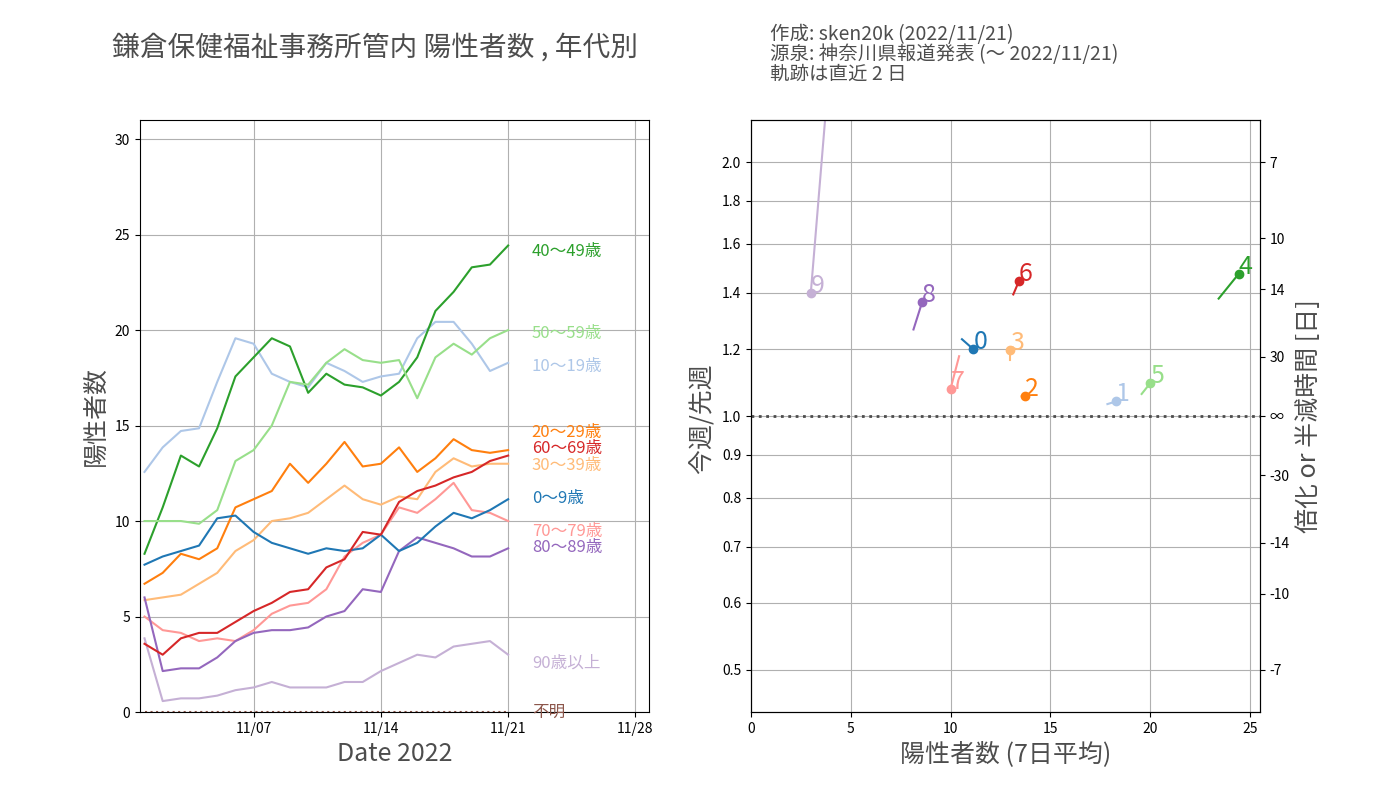 鎌倉保健福祉事務所管内 陽性者数 , 年代別
作成: sken20k (2022/11/21)
源泉: 神奈川県報道発表 (～ 2022/11/21)
軌跡は直近 2 日
陽性者数
30
25
20
15
10
5
0
40～49歳
50～59歳
10～19歳
20～29歳
60～69歳
30～39歳
0～9歳
70～79歳
80～89歳
90歳以上
不明
11/07
11/14
11/21
11/28
Date 2022
今週/先週
2.0
1.8
1.6
1.4
1.2
1.0
0.9
0.8
0.7
0.6
0.5
9
8
7
0
6
3
2
1
5
4
0
5
10
15
20
25
陽性者数 (7日平均)
7
10
14
30
∞
-30
-14
-10
-7
倍化 or 半減時間 [日]